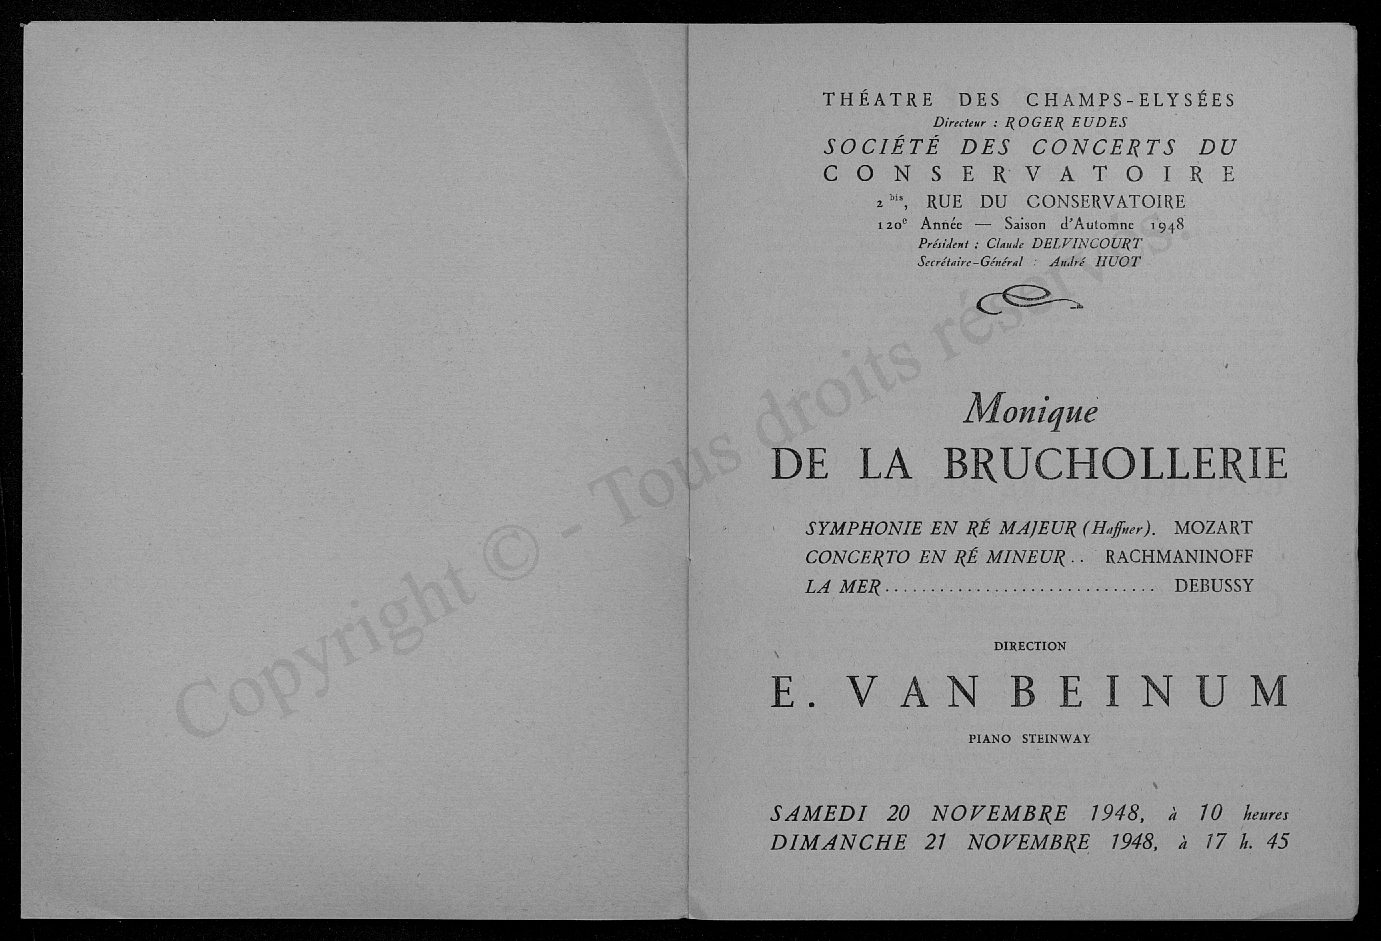 THÉATRE DES CHAMPS-ELYSÉES
Directeur : ROGER EUDES
SOCIÉTÉ DES CONCERTS DU
CONSERVATOIRE
2 bis, RUE DU CONSERVATOIRE
120e Année — Saison d'Automne 1948
Président : Claude DELVINCOURT
Secrétaire-Général : André HUOT
Monique
DE LA BRUCHOLLERIE
SYMPHONIE EN RÉ MAJEUR (Haffner). MOZART
CONCERTO EN RÉ MINEUR .. RACHMANINOFF
LA MER .............................. DEBUSSY
DIRECTION
E. VAN BEINUM
PIANO STEINWAY
SAMEDI 20 NOVEMBRE 1948, à 10 heures
DIMANCHE 21 NOVEMBRE 1948, à 17 h. 45
Copyright © - Tous droits réservés.